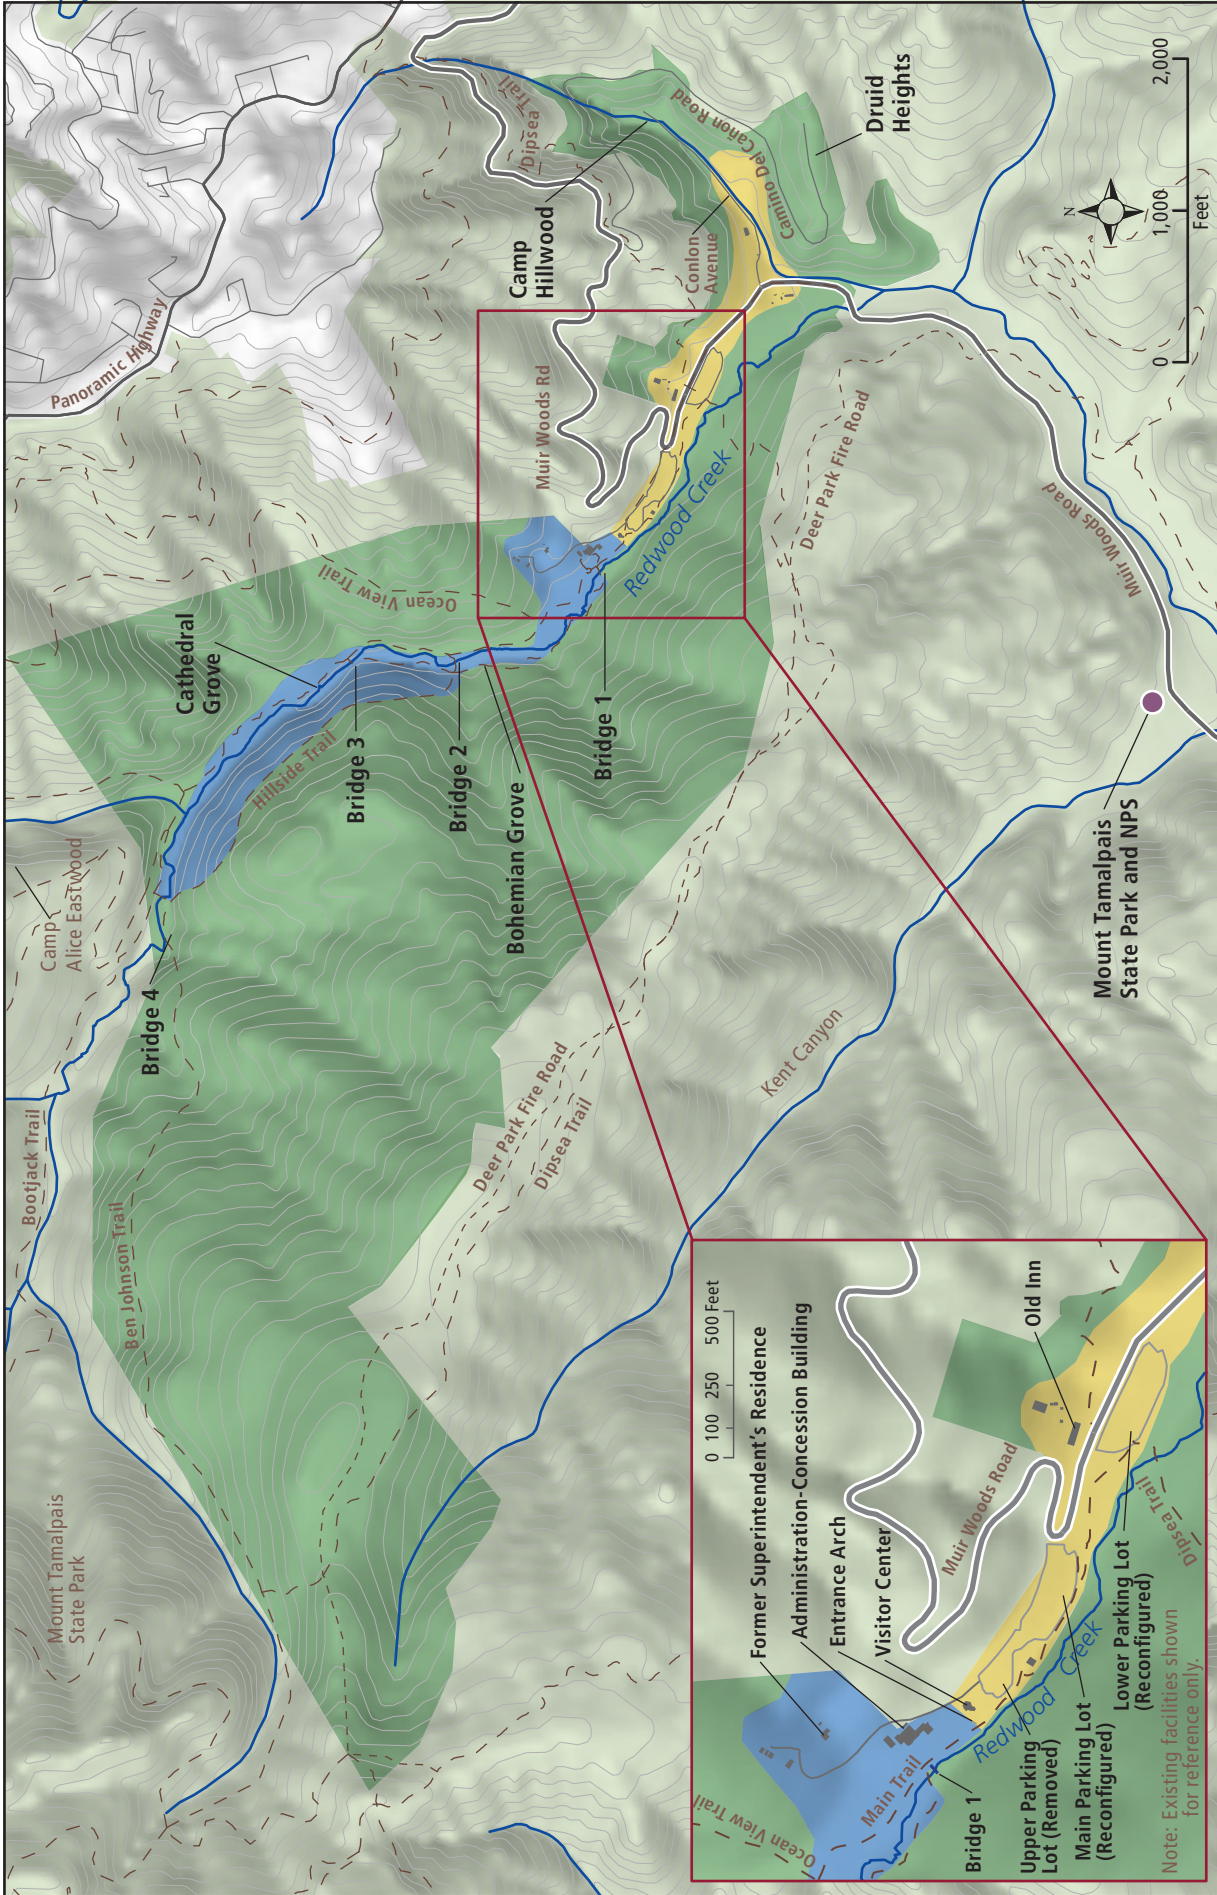 Panoramic Highway
Dipsea Trail
Camino Del Cañon Road
Druid
Heights
Camp
Hillwood
Conlon
Avenue
Muir Woods Rd
N
0
1,000
2,000
Feet
Deer Park Fire Road
Redwood Creek
Muir Woods Road
Ocean View Trail
Cathedral
Grove
Hillside Trail
Bridge 3
Bridge 2
Bridge 1
Bohemian Grove
Camp
Alice Eastwood
Bridge 4
Mount Tamalpais
State Park and NPS
Kent Canyon
Bootjack Trail
Ben Johnson Trail
Deer Park Fire Road
Dipsea Trail
Mount Tamalpais
State Park
0 100 250 500 Feet
Former Superintendent's Residence
Administration-Concession Building
Entrance Arch
Visitor Center
Muir Woods Road
Old Inn
Ocean View Trail
Main Trail
Redwood Creek
Dipsea Trail
Bridge 1
Upper Parking
Lot (Removed)
Main Parking Lot
(Reconfigured)
Lower Parking Lot
(Reconfigured)
Note: Existing facilities shown
for reference only.